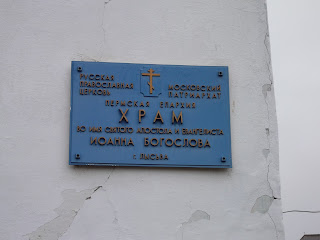 РУССКАЯ
ПРАВОСЛАВНАЯ
ЦЕРКОВЬ
МОСКОВСКИЙ
ПАТРИАРХАТ
ПЕРМСКАЯ ЕПАРХИЯ
ХРАМ
ВО ИМЯ СВЯТОГО АПОСТОЛА И ЕВАНГЕЛИСТА
ИОАННА БОГОСЛОВА
г. ЛЫСЬВА